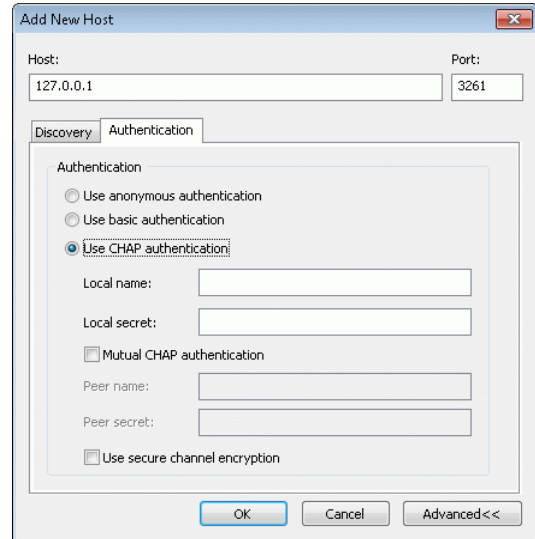 Add New Host
Host: Port:
127.0.0.1 3261
Discovery Authentication
Authentication
Use anonymous authentication
Use basic authentication
Use CHAP authentication
Local name:
Local secret:
Mutual CHAP authentication
Peer name:
Peer secret:
Use secure channel encryption
OK Cancel Advanced<<